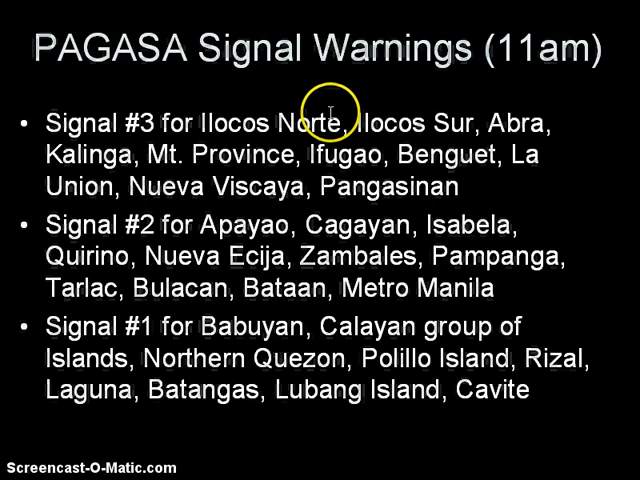 PAGASA Signal Warnings (11am)
• Signal #3 for Ilocos Norte, Ilocos Sur, Abra,
Kalinga, Mt. Province, Ifugao, Benguet, La
Union, Nueva Viscaya, Pangasinan
• Signal #2 for Apayao, Cagayan, Isabela,
Quirino, Nueva Ecija, Zambales, Pampanga,
Tarlac, Bulacan, Bataan, Metro Manila
• Signal #1 for Babuyan, Calayan group of
Islands, Northern Quezon, Polillo Island, Rizal,
Laguna, Batangas, Lubang Island, Cavite
Screencast-O-Matic.com